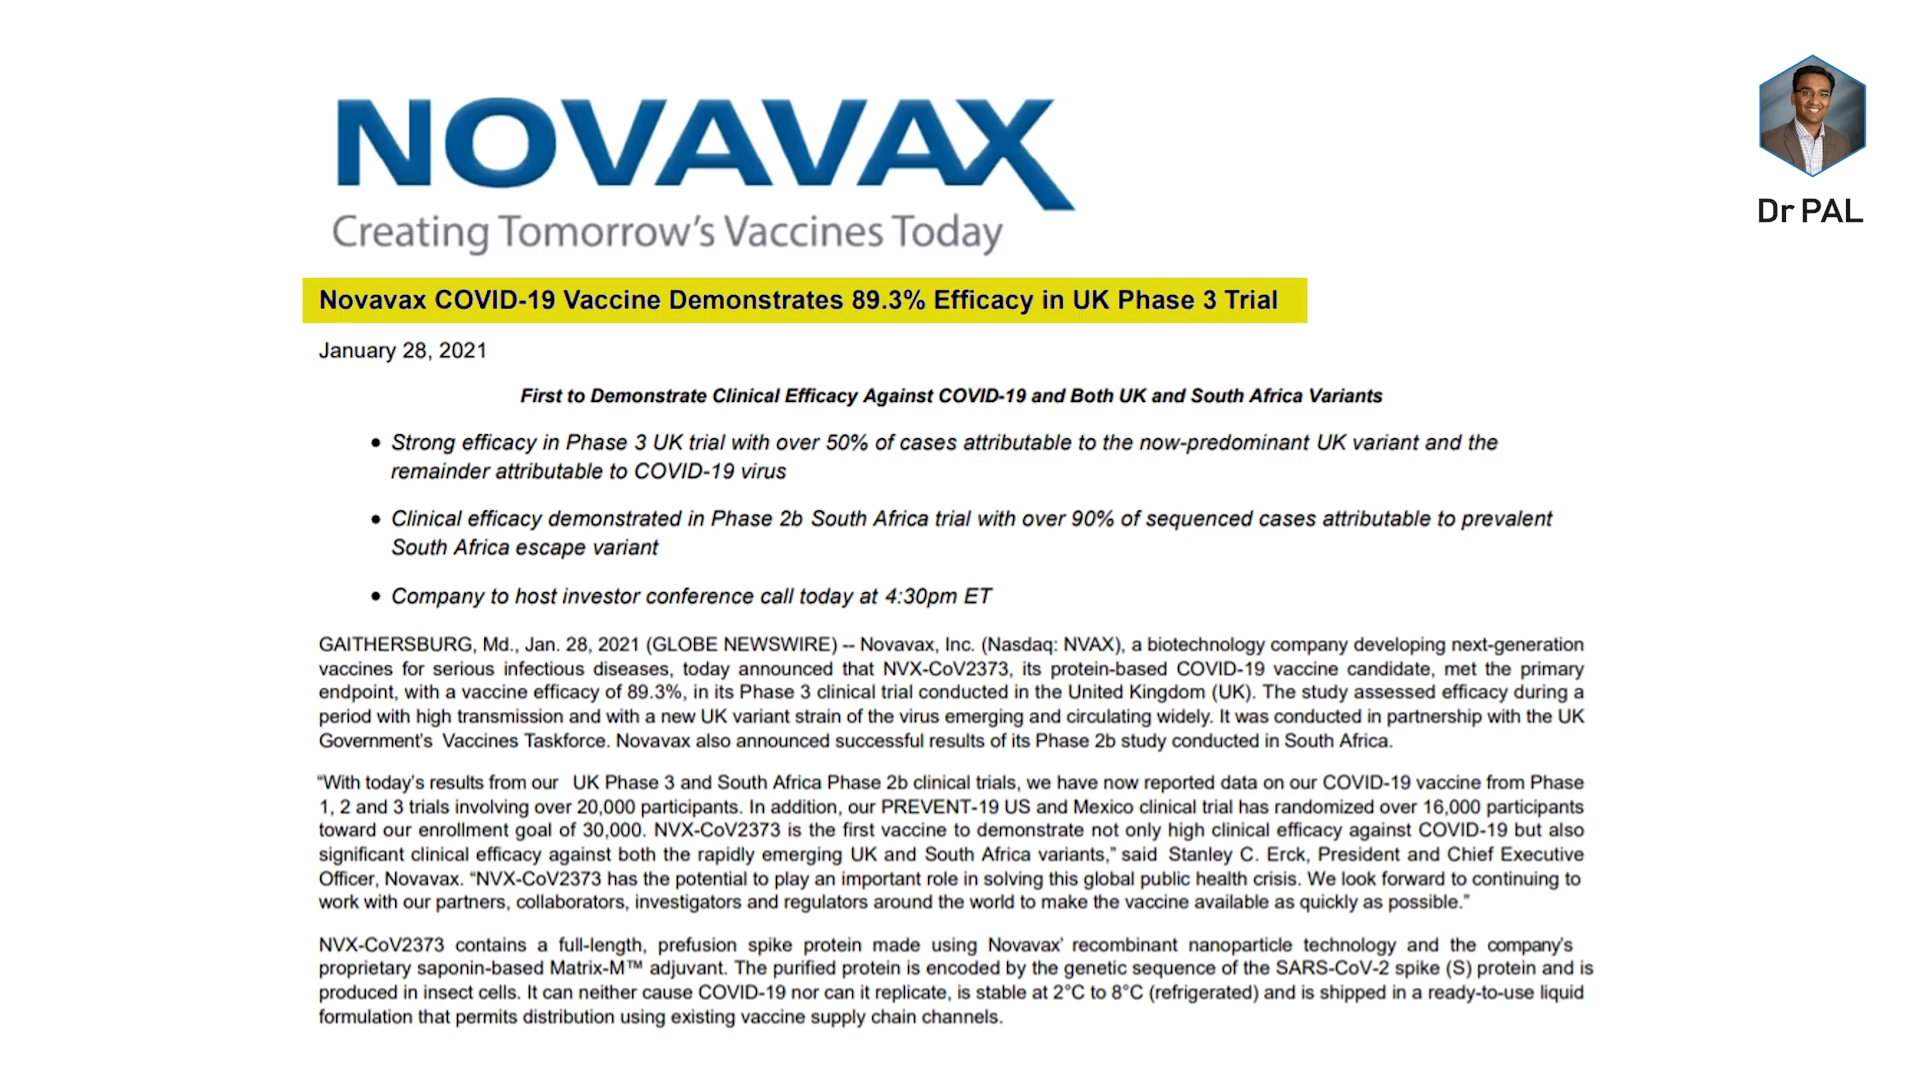 NOVAVAX
Creating Tomorrow's Vaccines Today
Dr PAL
Novavax COVID-19 Vaccine Demonstrates 89.3% Efficacy in UK Phase 3 Trial
January 28, 2021
First to Demonstrate Clinical Efficacy Against COVID-19 and Both UK and South Africa Variants
• Strong efficacy in Phase 3 UK trial with over 50% of cases attributable to the now-predominant UK variant and the
remainder attributable to COVID-19 virus
• Clinical efficacy demonstrated in Phase 2b South Africa trial with over 90% of sequenced cases attributable to prevalent
South Africa escape variant
• Company to host investor conference call today at 4:30pm ET
GAITHERSBURG, Md., Jan. 28, 2021 (GLOBE NEWSWIRE) -- Novavax, Inc. (Nasdaq: NVAX), a biotechnology company developing next-generation
vaccines for serious infectious diseases, today announced that NVX-CoV2373, its protein-based COVID-19 vaccine candidate, met the primary
endpoint, with a vaccine efficacy of 89.3%, in its Phase 3 clinical trial conducted in the United Kingdom (UK). The study assessed efficacy during a
period with high transmission and with a new UK variant strain of the virus emerging and circulating widely. It was conducted in partnership with the UK
Government's Vaccines Taskforce. Novavax also announced successful results of its Phase 2b study conducted in South Africa.
“With today's results from our UK Phase 3 and South Africa Phase 2b clinical trials, we have now reported data on our COVID-19 vaccine from Phase
1, 2 and 3 trials involving over 20,000 participants. In addition, our PREVENT-19 US and Mexico clinical trial has randomized over 16,000 participants
toward our enrollment goal of 30,000. NVX-CoV2373 is the first vaccine to demonstrate not only high clinical efficacy against COVID-19 but also
significant clinical efficacy against both the rapidly emerging UK and South Africa variants,” said Stanley C. Erck, President and Chief Executive
Officer, Novavax. “NVX-CoV2373 has the potential to play an important role in solving this global public health crisis. We look forward to continuing to
work with our partners, collaborators, investigators and regulators around the world to make the vaccine available as quickly as possible.”
NVX-CoV2373 contains a full-length, prefusion spike protein made using Novavax' recombinant nanoparticle technology and the company's
proprietary saponin-based Matrix-M™ adjuvant. The purified protein is encoded by the genetic sequence of the SARS-CoV-2 spike (S) protein and is
produced in insect cells. It can neither cause COVID-19 nor can it replicate, is stable at 2°C to 8°C (refrigerated) and is shipped in a ready-to-use liquid
formulation that permits distribution using existing vaccine supply chain channels.